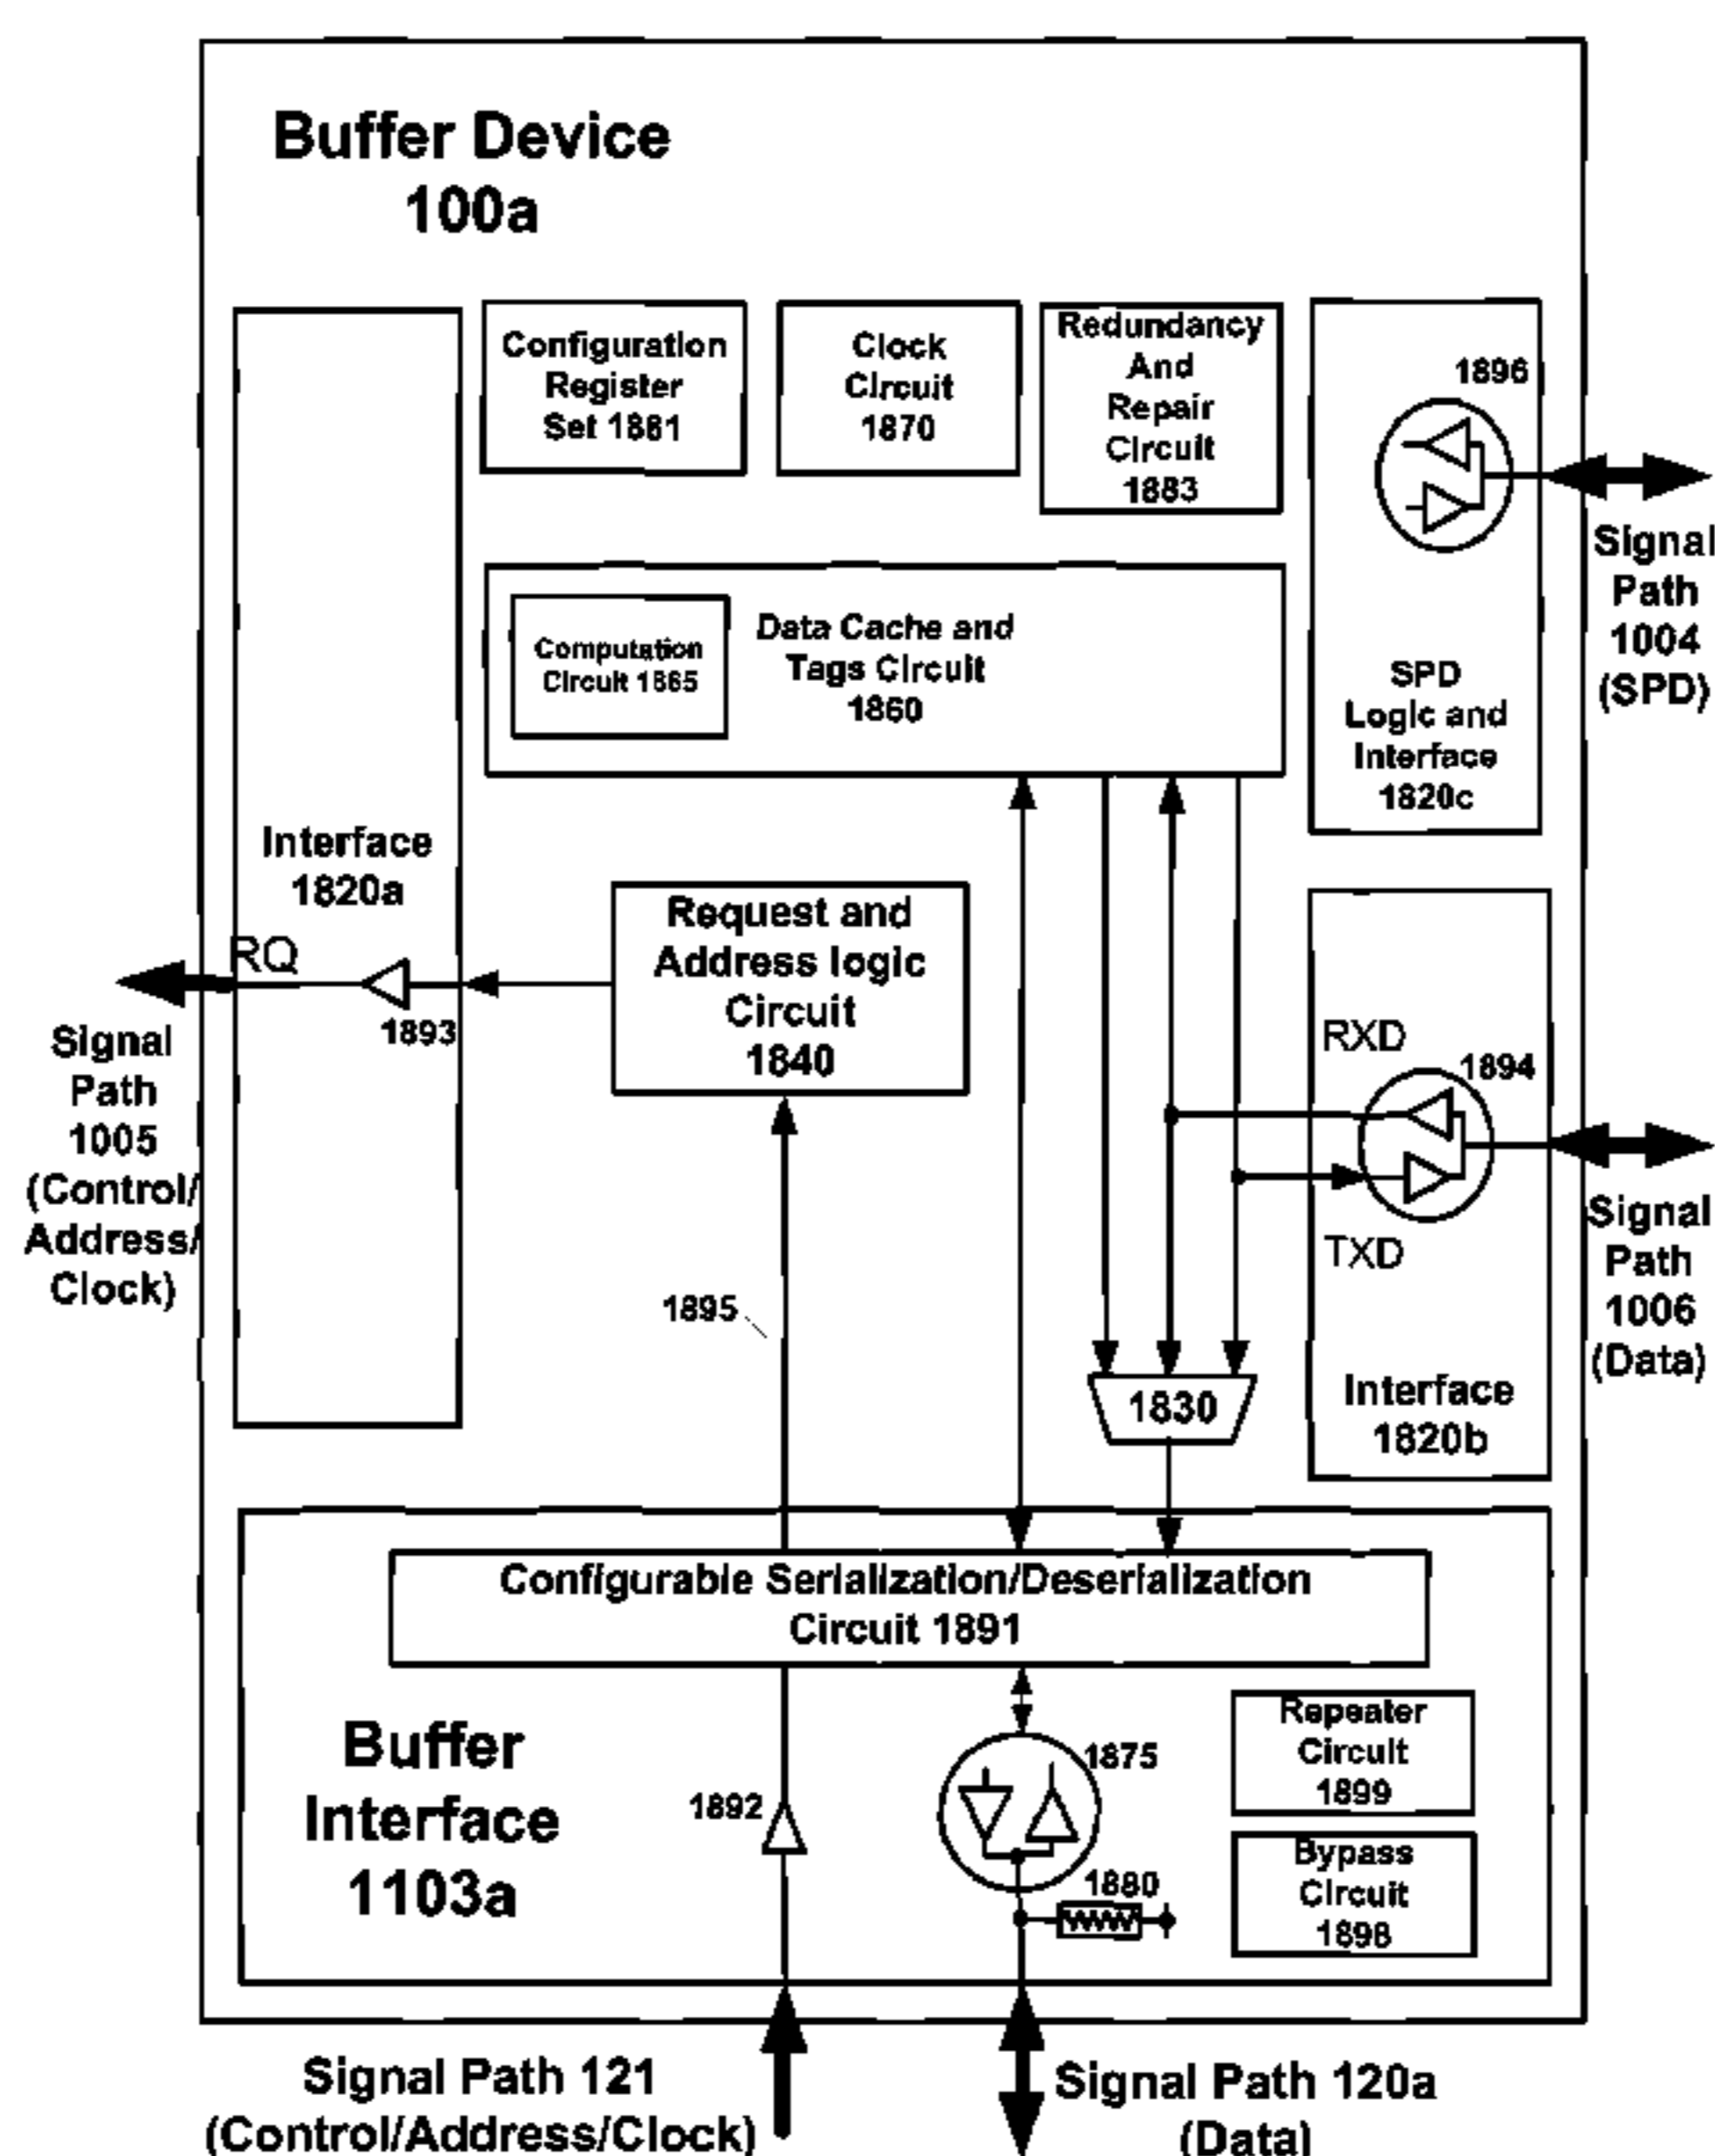 Buffer Device
100a
Configuration
Register
Set 1881
Clock
Circuit
1870
Redundancy
And
Repair
Circuit
1883
1896
Signal
Path
1004
(SPD)
SPD
Logic and
Interface
1820c
Computation
Circuit 1865
Data Cache and
Tags Circuit
1860
Interface
1820a
RQ
1893
Signal
Path
1005
(Control/
Address/
Clock)
Request and
Address logic
Circuit
1840
RXD
1894
TXD
Signal
Path
1006
(Data)
Interface
1820b
1895
1830
Configurable Serialization/Deserialization
Circuit 1891
Buffer
Interface
1103a
1892
1875
1880
Repeater
Circuit
1899
Bypass
Circuit
1898
Signal Path 121
(Control/Address/Clock)
Signal Path 120a
(Data)